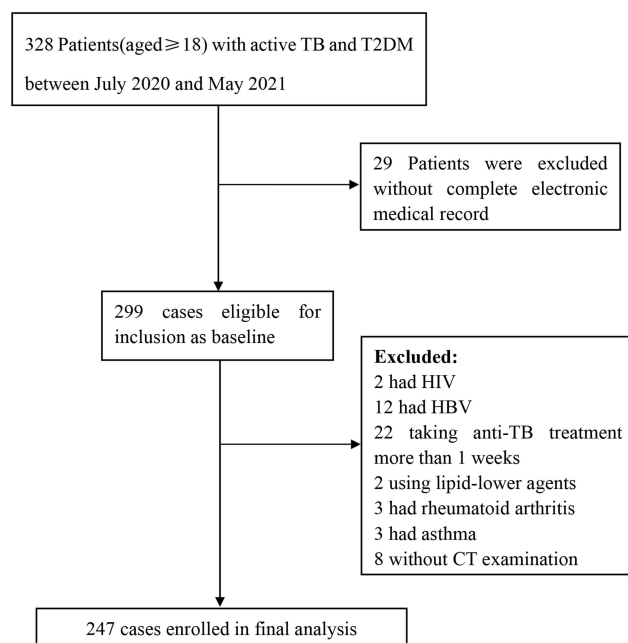 328 Patients(aged≥18) with active TB and T2DM
between July 2020 and May 2021
29 Patients were excluded
without complete electronic
medical record
299 cases eligible for
inclusion as baseline
Excluded:
2 had HIV
12 had HBV
22 taking anti-TB treatment
more than 1 weeks
2 using lipid-lower agents
3 had rheumatoid arthritis
3 had asthma
8 without CT examination
247 cases enrolled in final analysis